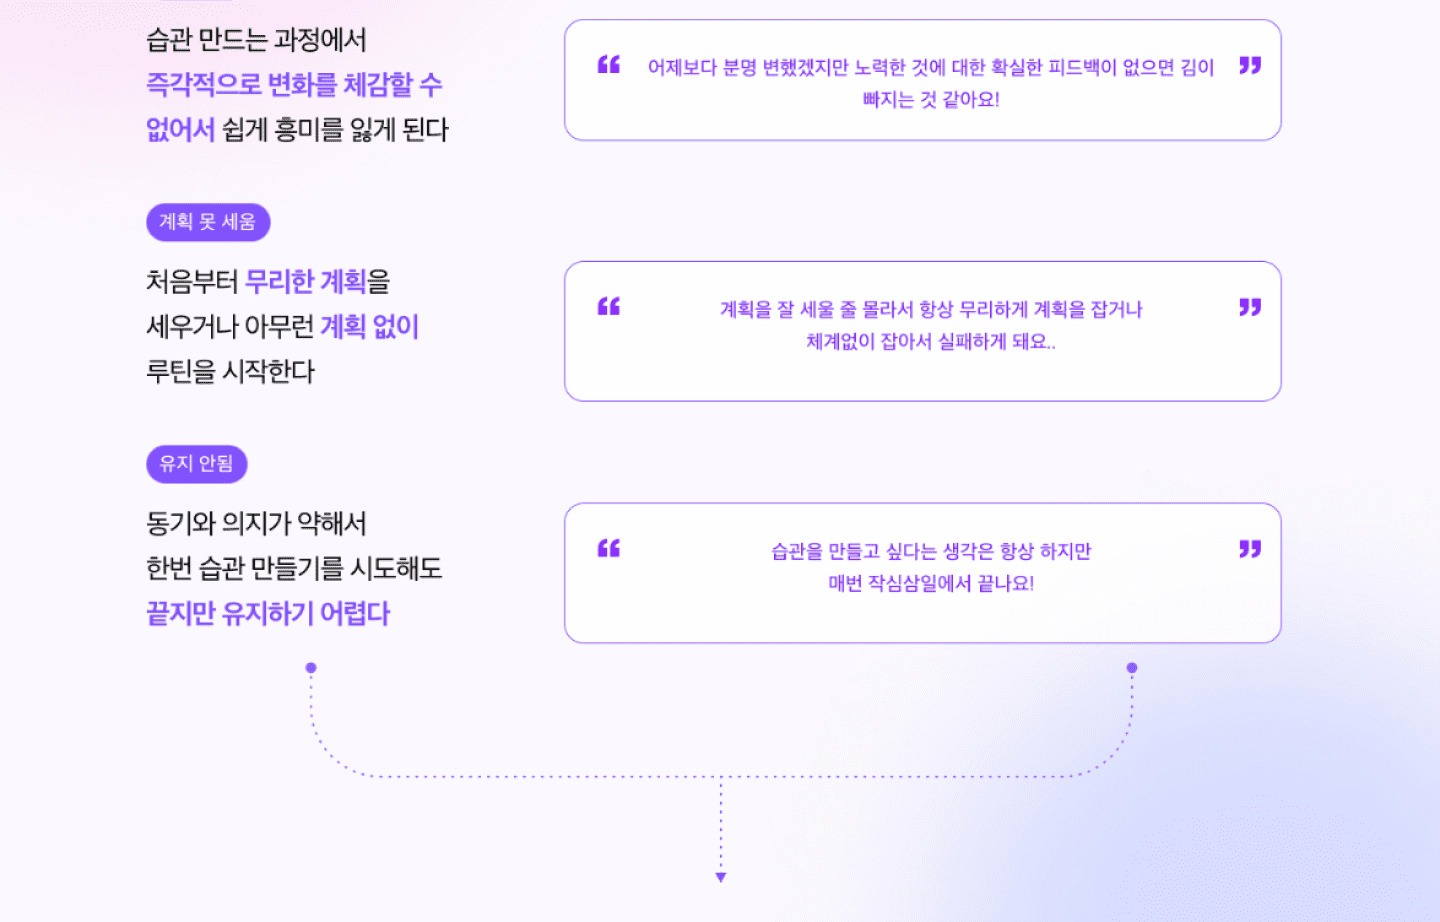 습관 만드는 과정에서
즉각적으로 변화를 체감할 수
없어서 쉽게 흥미를 잃게 된다
“ 어제보다 분명 변했겠지만 노력한 것에 대한 확실한 피드백이 없으면 김이 ”
빠지는 것 같아요!
계획 못 세움
처음부터 무리한 계획을
세우거나 아무런 계획 없이
루틴을 시작한다
“ 계획을 잘 세울 줄 몰라서 항상 무리하게 계획을 잡거나 ”
체계없이 잡아서 실패하게 돼요..
유지 안됨
동기와 의지가 약해서
한번 습관 만들기를 시도해도
끝지만 유지하기 어렵다
“ 습관을 만들고 싶다는 생각은 항상 하지만 ”
매번 작심삼일에서 끝나요!